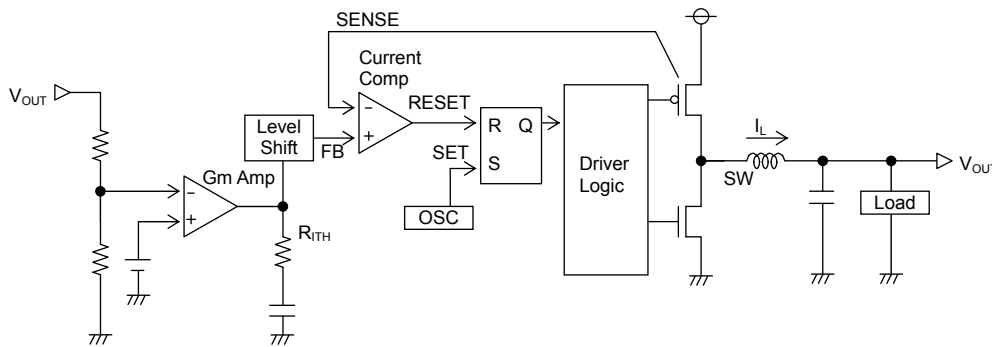 SENSE
Current
Comp
VOUT
RESET
Level
Shift
FB
SET
R Q
S
Driver
Logic
IL
SW
VOUT
Gm Amp
OSC
Load
RITH